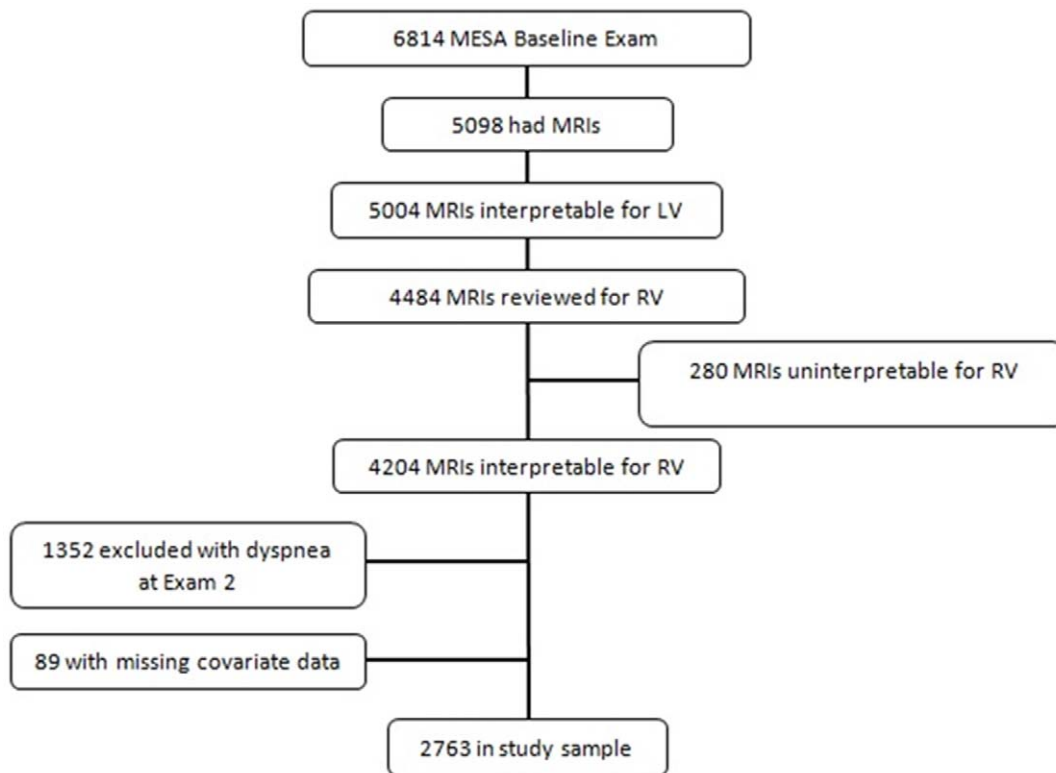 6814 MESA Baseline Exam
5098 had MRIs
5004 MRIs interpretable for LV
4484 MRIs reviewed for RV
280 MRIs uninterpretable for RV
4204 MRIs interpretable for RV
1352 excluded with dyspnea
at Exam 2
89 with missing covariate data
2763 in study sample